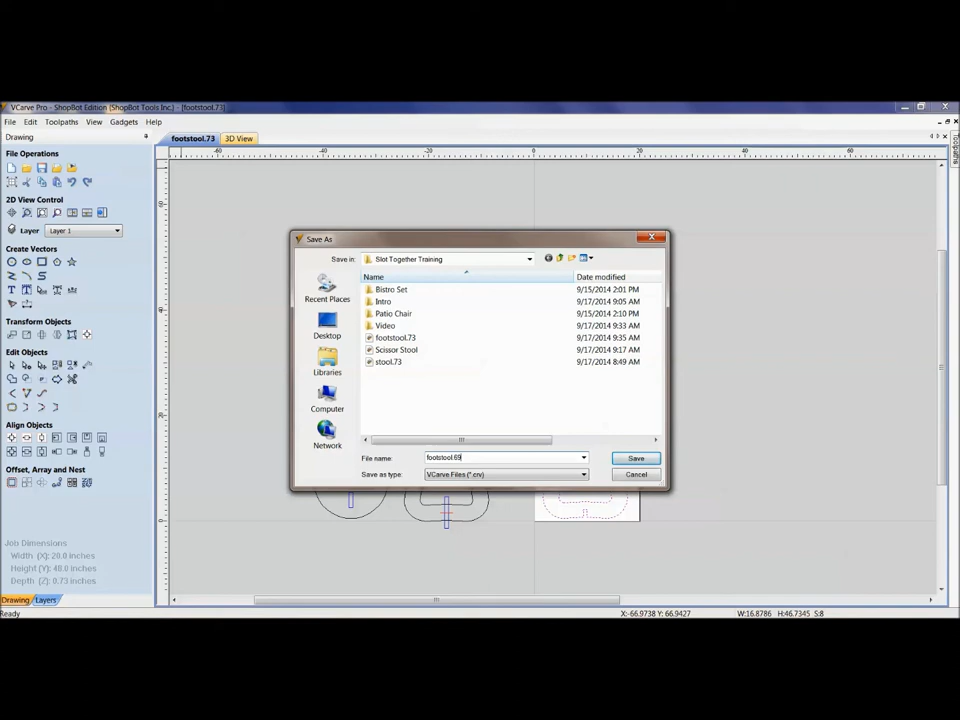 VCarve Pro - ShopBot Edition (ShopBot Tools Inc.) - [footstool.73]
File Edit Toolpaths View Gadgets Help
Drawing
footstool.73 3D View
Toolpaths
File Operations
-40 -20 0 20 40 60
2D View Control
Layer Layer 1
Create Vectors
Transform Objects
Edit Objects
Align Objects
Offset, Array and Nest
Save As
Save in: Slot Together Training
Name Date modified
Recent Places
Desktop
Libraries
Computer
Network
Bistro Set 9/15/2014 2:01 PM
Intro 9/17/2014 9:05 AM
Patio Chair 9/15/2014 2:10 PM
Video 9/17/2014 9:33 AM
footstool.73 9/17/2014 9:35 AM
Scissor Stool 9/17/2014 9:17 AM
stool.73 9/17/2014 8:49 AM
File name: footstool.69 Save
Save as type: VCarve Files (*.crv) Cancel
Job Dimensions
Width (X): 20.0 inches
Height (Y): 48.0 inches
Depth (Z): 0.73 inches
Drawing Layers
Ready X:-66.9738 Y: 66.9427 W:16.8786 H:46.7345 S:8